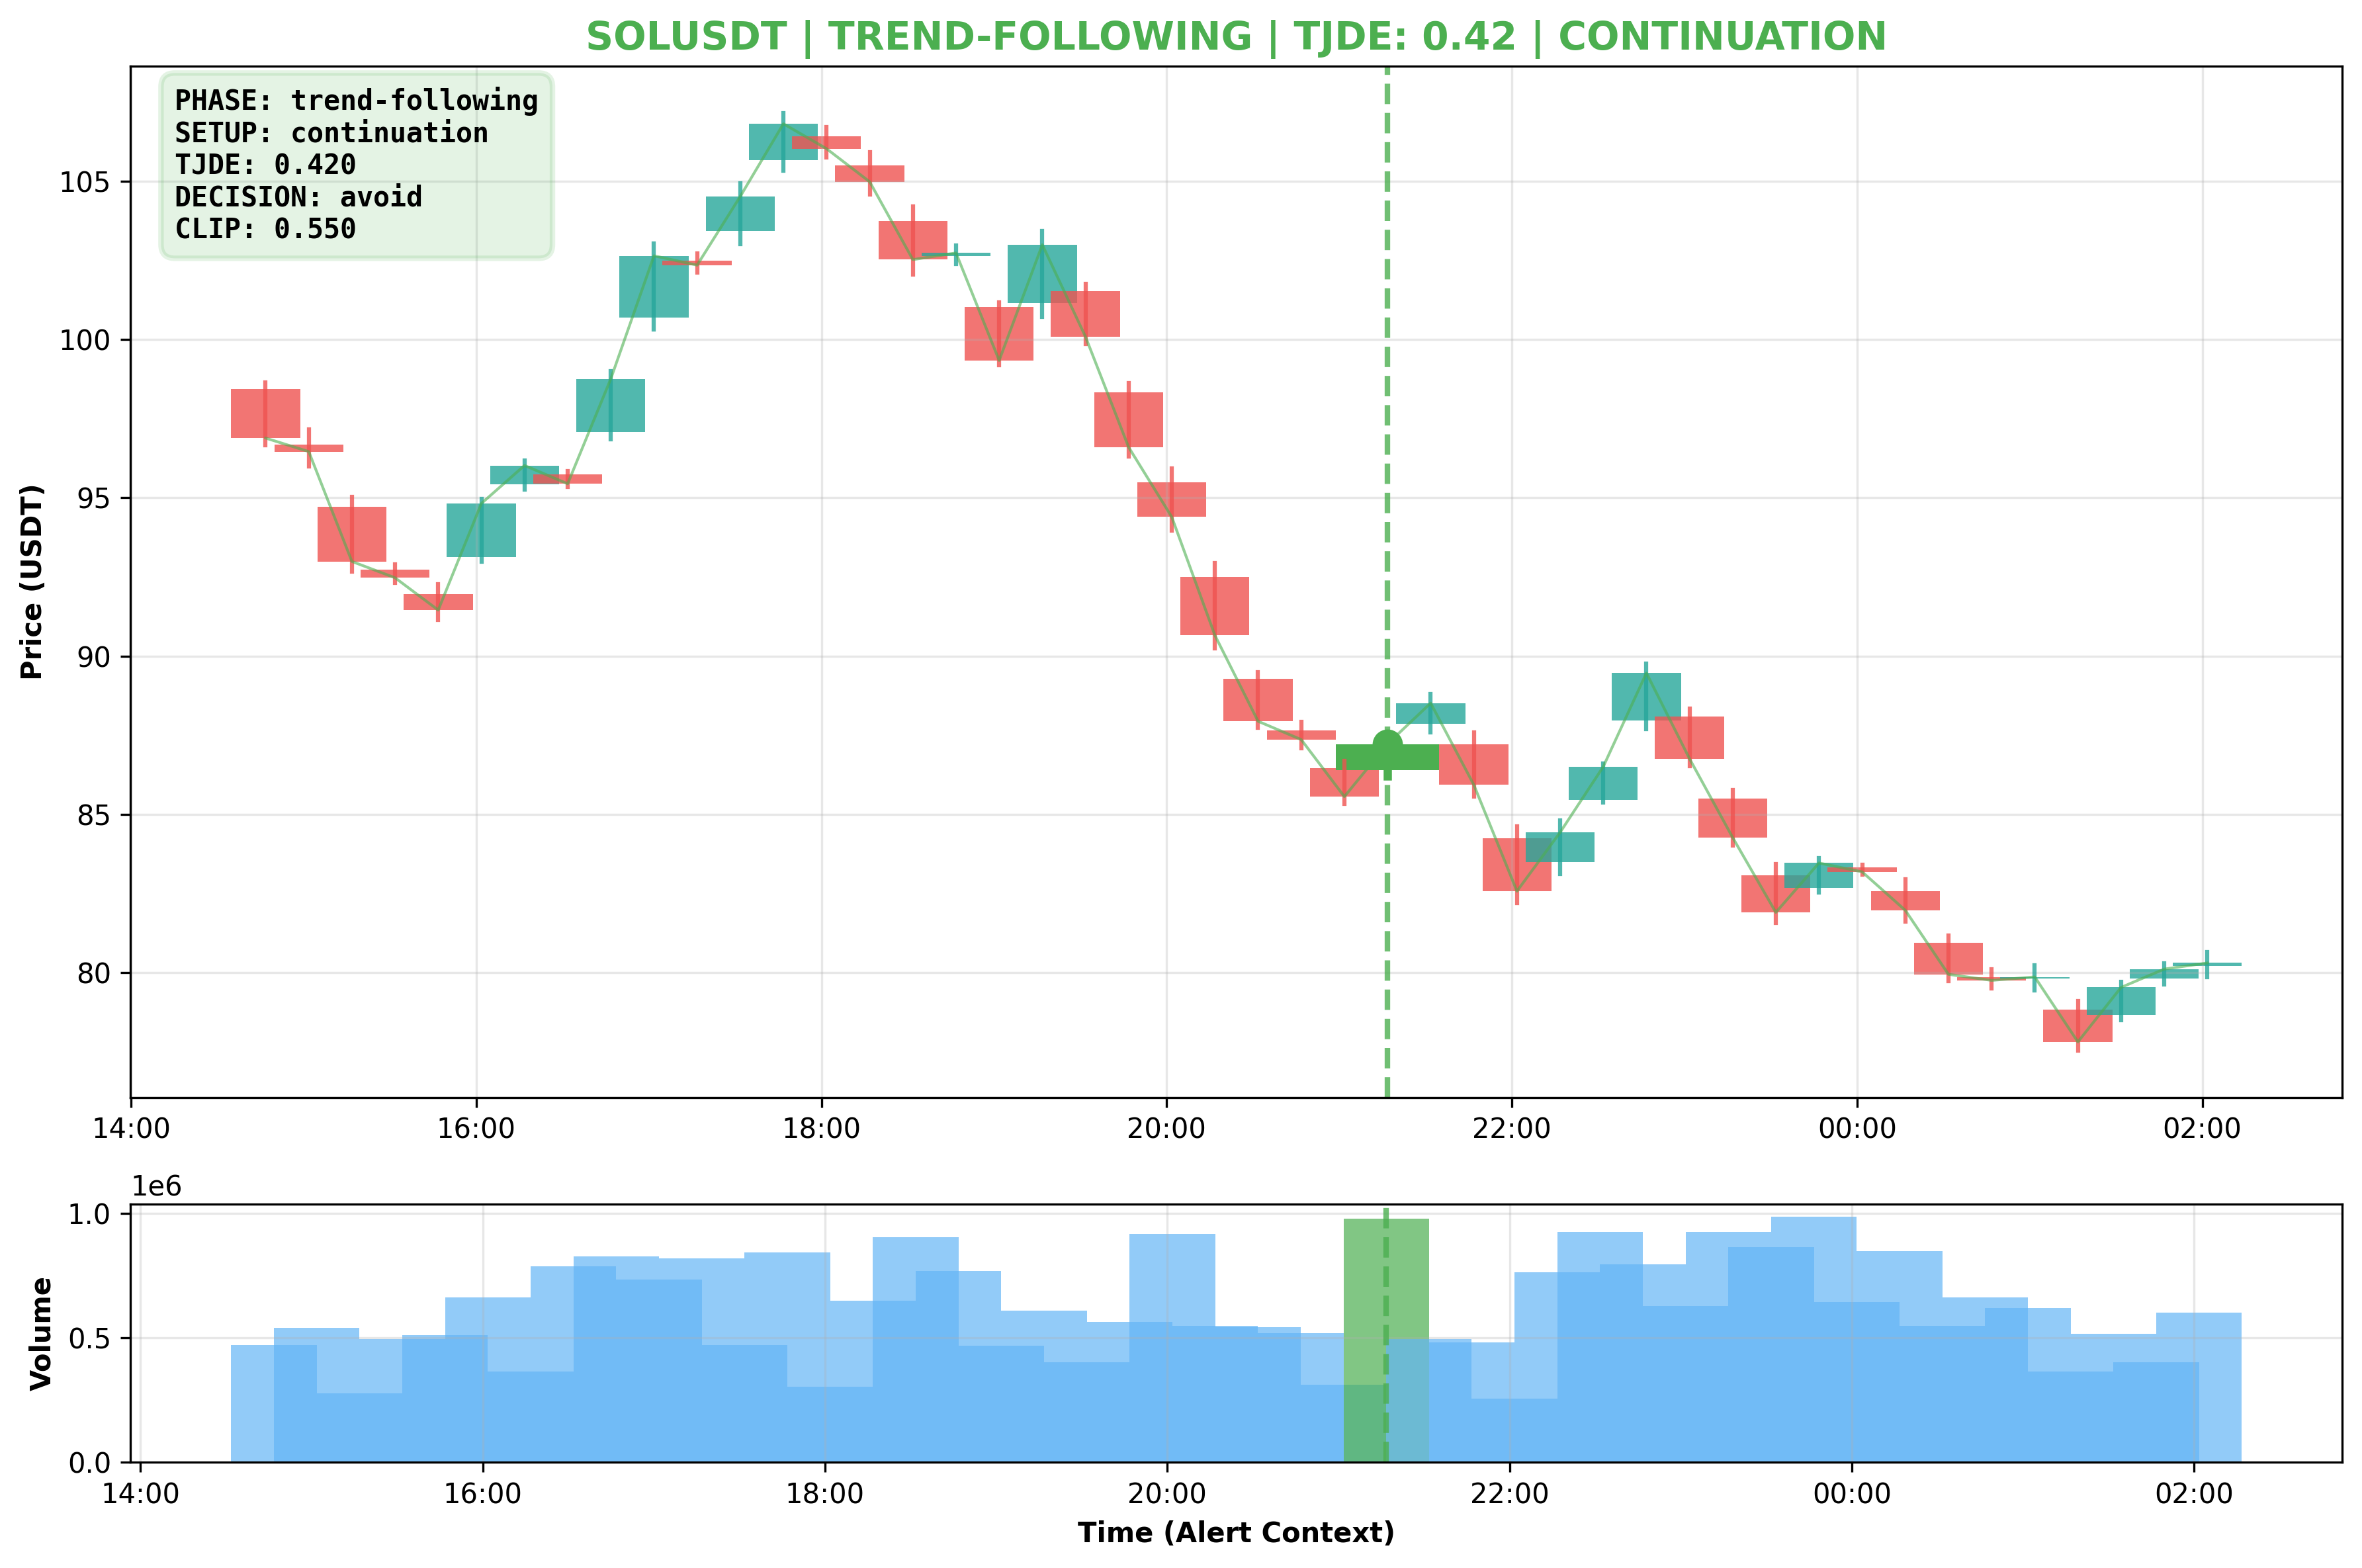 SOLUSDT | TREND-FOLLOWING | TJDE: 0.42 | CONTINUATION
PHASE: trend-following
SETUP: continuation
TJDE: 0.420
DECISION: avoid
CLIP: 0.550
Price (USDT)
105
100
95
90
85
80
14:00 16:00 18:00 20:00 22:00 00:00 02:00
1e6
Volume
1.0
0.5
0.0
14:00 16:00 18:00 20:00 22:00 00:00 02:00
Time (Alert Context)